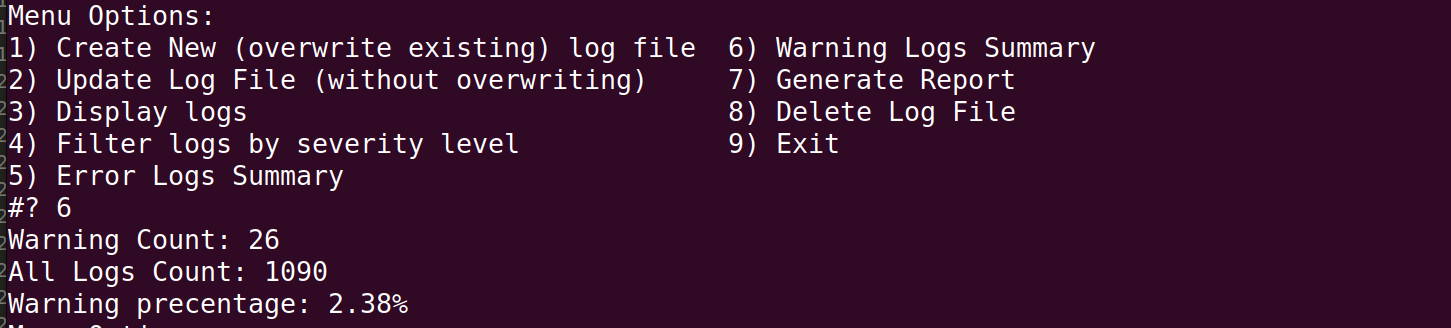 Menu Options:
1) Create New (overwrite existing) log file  6) Warning Logs Summary
2) Update Log File (without overwriting)     7) Generate Report
3) Display logs                              8) Delete Log File
4) Filter logs by severity level             9) Exit
5) Error Logs Summary
#? 6
Warning Count: 26
All Logs Count: 1090
Warning precentage: 2.38%